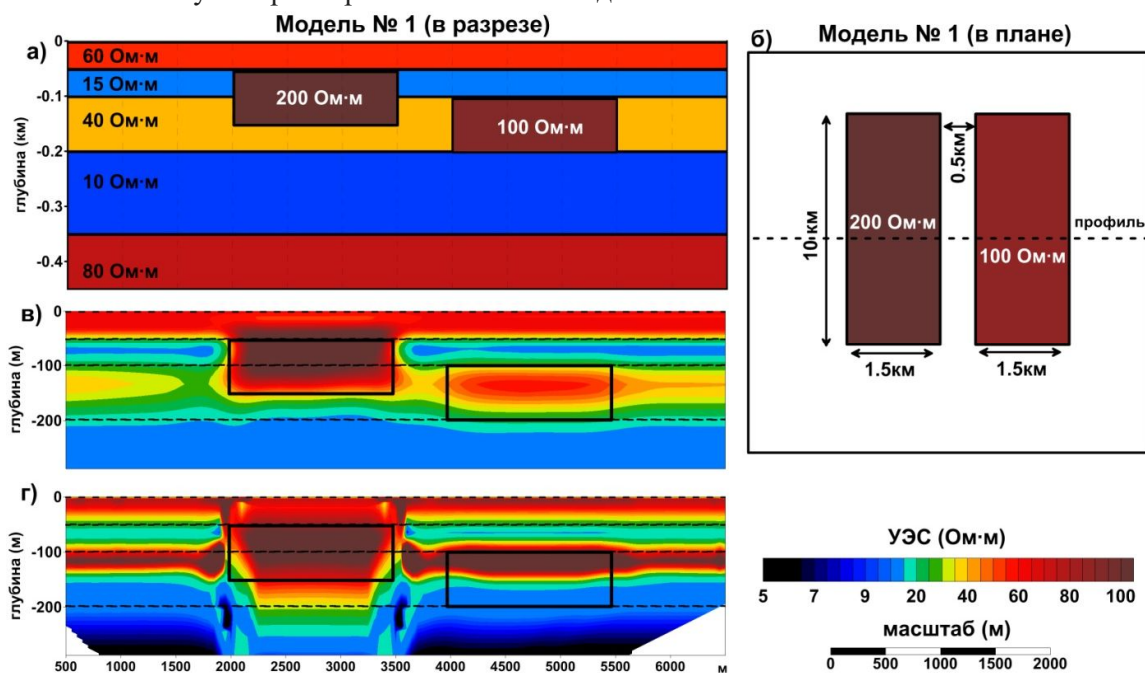 Модель № 1 (в разрезе)
а)
0
-0.1
-0.2
-0.3
-0.4
глубина (км)
60 Ом·м
15 Ом·м
40 Ом·м
10 Ом·м
80 Ом·м
200 Ом·м
100 Ом·м
б)
Модель № 1 (в плане)
10 км
200 Ом·м
0.5км
100 Ом·м
профиль
1.5км
1.5км
в)
0
-100
-200
глубина (м)
г)
0
-100
-200
глубина (м)
500 1000 1500 2000 2500 3000 3500 4000 4500 5000 5500 6000 м
УЭС (Ом·м)
5 7 9 20 40 60 80 100
масштаб (м)
0 500 1000 1500 2000